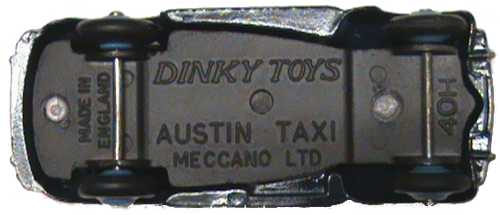 MADE IN
ENGLAND
DINKY TOYS
AUSTIN TAXI
MECCANO LTD
40H